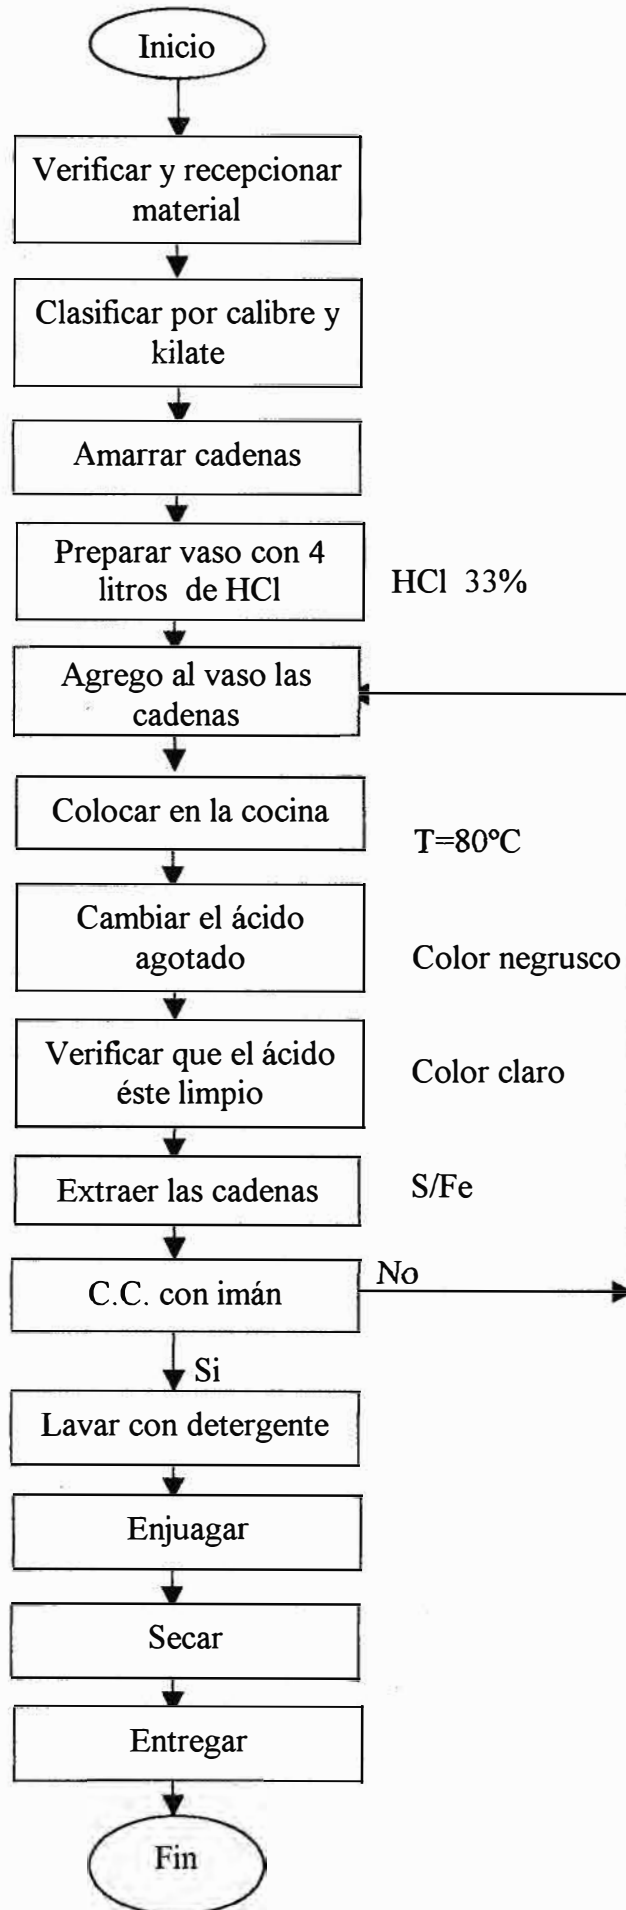 Inicio
Verificar y recepcionar
material
Clasificar por calibre y
kilate
Amarrar cadenas
Preparar vaso con 4
litros de HCl
HCl 33%
Agrego al vaso las
cadenas
Colocar en la cocina
T=80ºC
Cambiar el ácido
agotado
Color negrusco
Verificar que el ácido
éste limpio
Color claro
Extraer las cadenas
S/Fe
C.C. con imán
No
Si
Lavar con detergente
Enjuagar
Secar
Entregar
Fin